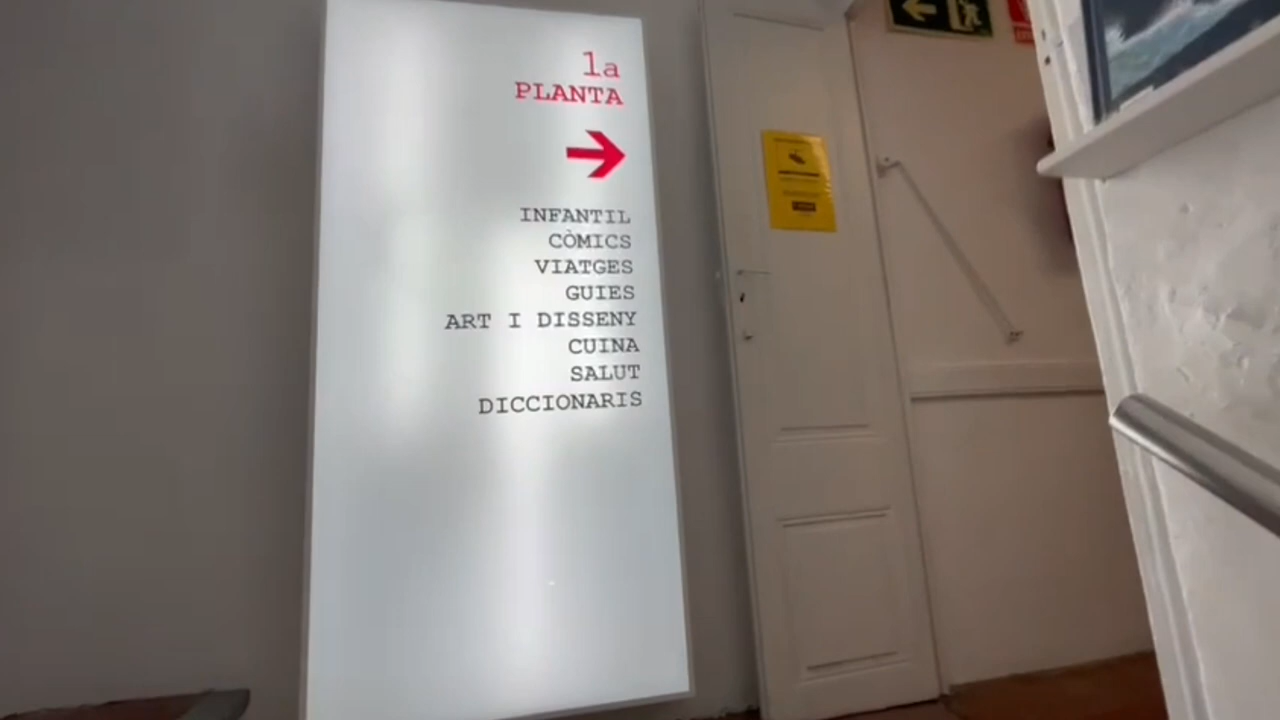 1a
PLANTA
INFANTIL
CÒMICS
VIATGES
GUIES
ART I DISSENY
CUINA
SALUT
DICCIONARIS